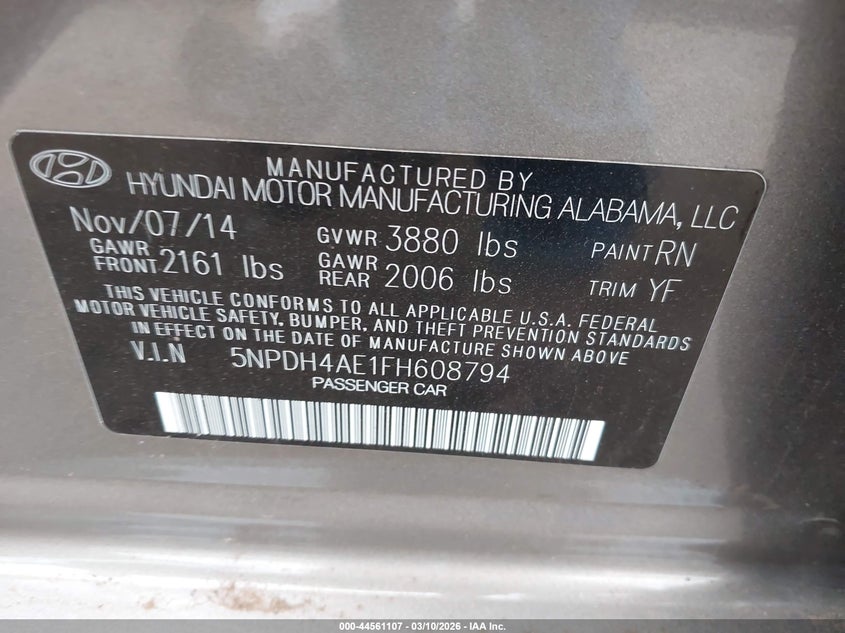 MANUFACTURED BY
HYUNDAI MOTOR MANUFACTURING ALABAMA, LLC
Nov/07/14 GVWR 3880 lbs PAINT RN
GAWR FRONT 2161 lbs GAWR REAR 2006 lbs TRIM YF
THIS VEHICLE CONFORMS TO ALL APPLICABLE U.S.A. FEDERAL
MOTOR VEHICLE SAFETY, BUMPER, AND THEFT PREVENTION STANDARDS
IN EFFECT ON THE DATE OF MANUFACTURE SHOWN ABOVE
V.I.N 5NPDH4AE1FH608794
PASSENGER CAR
000-44561107 - 03/10/2026 - IAA Inc.